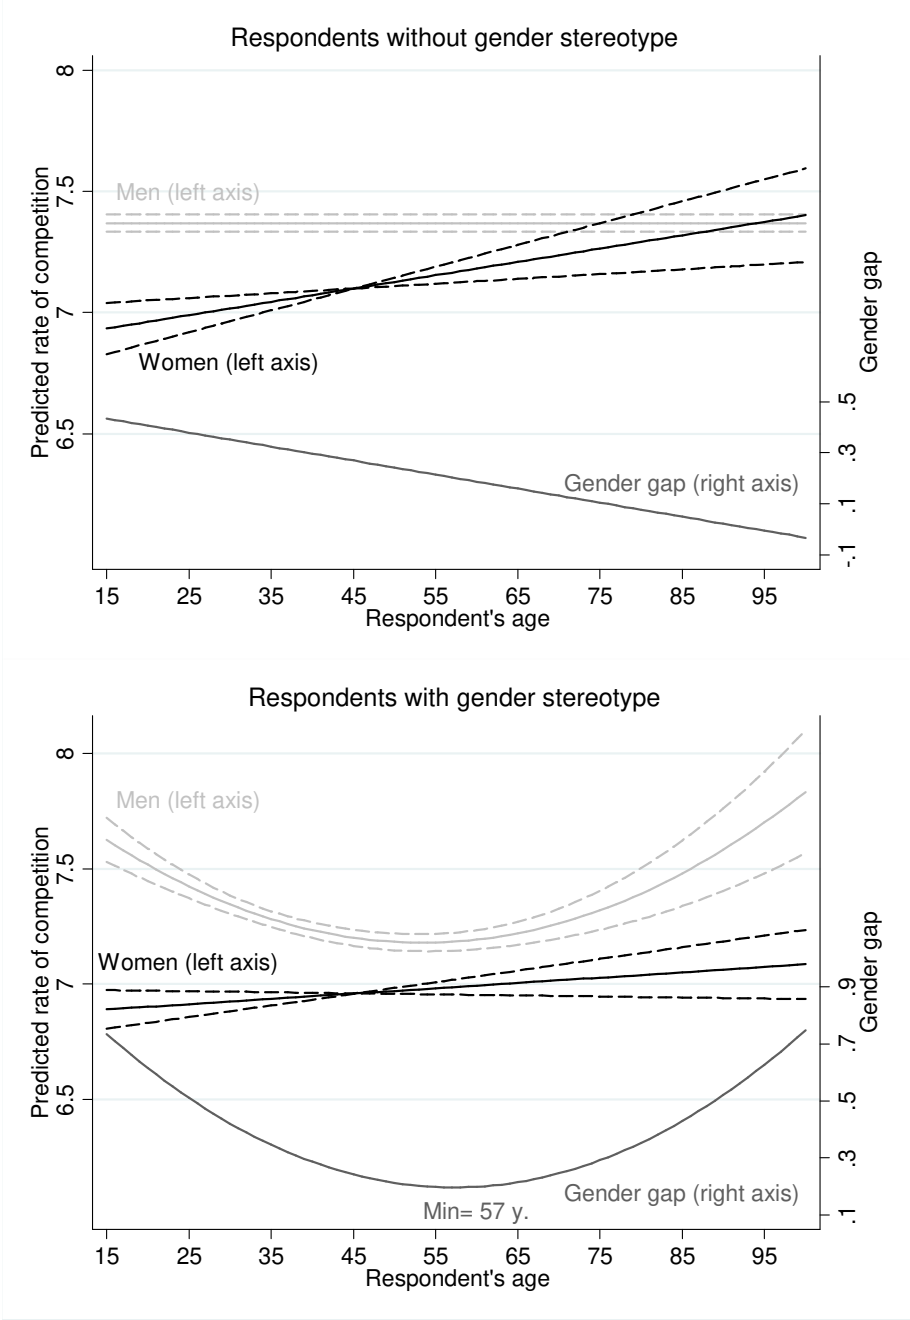 Respondents without gender stereotype
8
7.5
7
6.5
Predicted rate of competition
Men (left axis)
Women (left axis)
Gender gap (right axis)
Gender gap
.5
.3
.1
-.1
15 25 35 45 55 65 75 85 95
Respondent's age
Respondents with gender stereotype
8
7.5
7
6.5
Predicted rate of competition
Men (left axis)
Women (left axis)
Gender gap (right axis)
Min= 57 y.
Gender gap
.9
.7
.5
.3
.1
15 25 35 45 55 65 75 85 95
Respondent's age